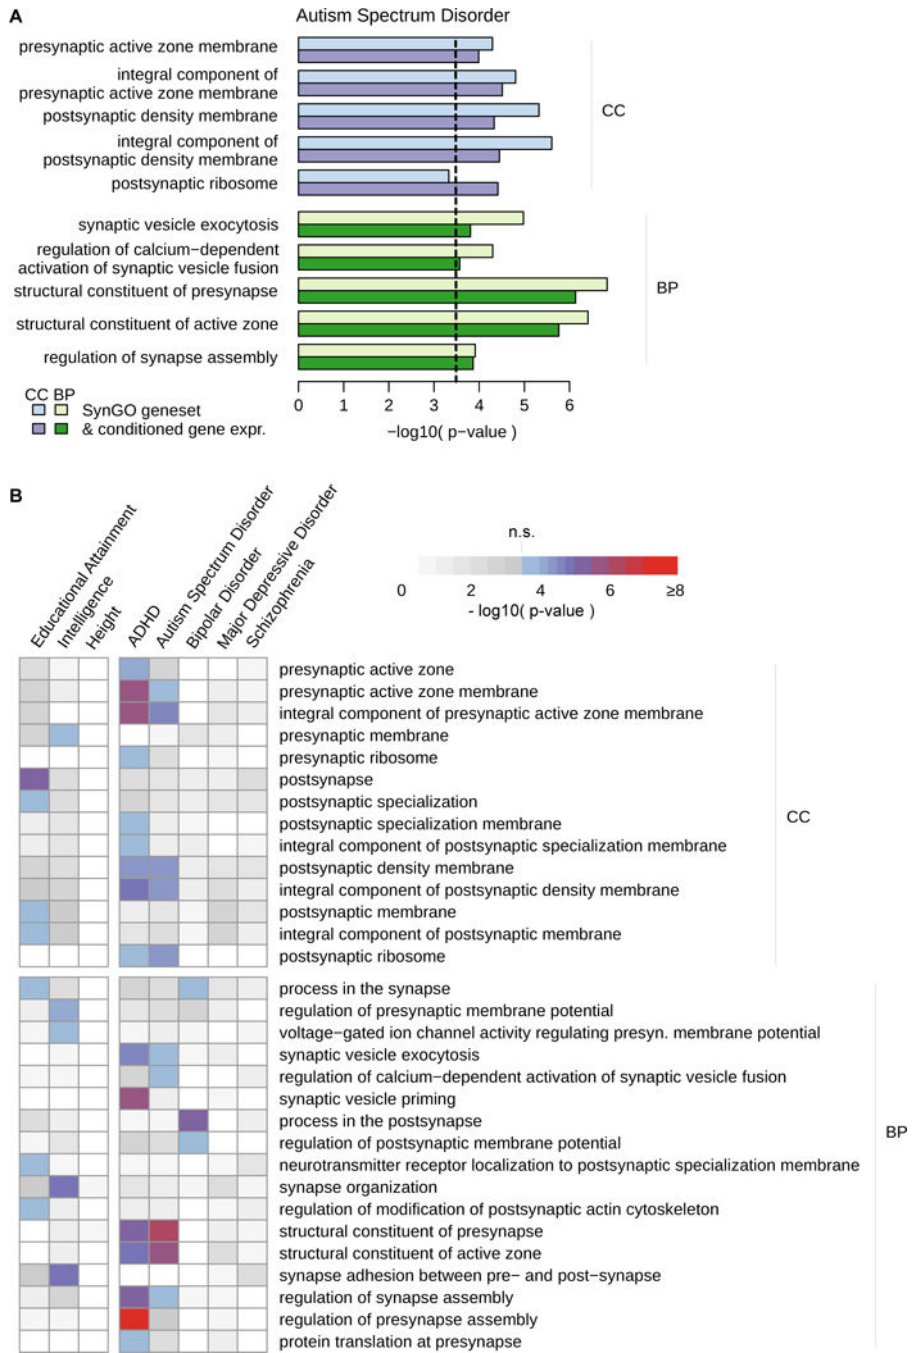 A
Autism Spectrum Disorder
presynaptic active zone membrane
integral component of
presynaptic active zone membrane
postsynaptic density membrane
integral component of
postsynaptic density membrane
postsynaptic ribosome
CC
synaptic vesicle exocytosis
regulation of calcium−dependent
activation of synaptic vesicle fusion
structural constituent of presynapse
structural constituent of active zone
regulation of synapse assembly
BP
0 1 2 3 4 5 6
−log10( p−value )
CC BP
SynGO geneset
& conditioned gene expr.
B
Educational Attainment
Intelligence
Height
ADHD
Autism Spectrum Disorder
Bipolar Disorder
Major Depressive Disorder
Schizophrenia
n.s.
0 2 4 6 ≥8
- log10( p-value )
presynaptic active zone
presynaptic active zone membrane
integral component of presynaptic active zone membrane
presynaptic membrane
presynaptic ribosome
postsynapse
postsynaptic specialization
postsynaptic specialization membrane
integral component of postsynaptic specialization membrane
postsynaptic density membrane
integral component of postsynaptic density membrane
postsynaptic membrane
integral component of postsynaptic membrane
postsynaptic ribosome
CC
process in the synapse
regulation of presynaptic membrane potential
voltage−gated ion channel activity regulating presyn. membrane potential
synaptic vesicle exocytosis
regulation of calcium−dependent activation of synaptic vesicle fusion
synaptic vesicle priming
process in the postsynapse
regulation of postsynaptic membrane potential
neurotransmitter receptor localization to postsynaptic specialization membrane
synapse organization
regulation of modification of postsynaptic actin cytoskeleton
structural constituent of presynapse
structural constituent of active zone
synapse adhesion between pre− and post−synapse
regulation of synapse assembly
regulation of presynapse assembly
protein translation at presynapse
BP